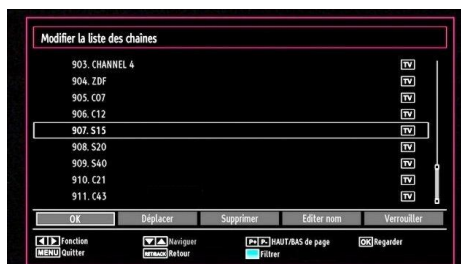 Modifier la liste des chaînes
903. CHANNEL 4 TV
904. ZDF TV
905. C07 TV
906. C12 TV
907. S15 TV
908. S20 TV
909. S40 TV
910. C21 TV
911. C43 TV
OK Déplacer Supprimer Editer nom Verrouiller
Fonction Naviguer P+ P- HAUT/BAS de page OK Regarder
MENU Quitter RET/BACK Retour Filtrer